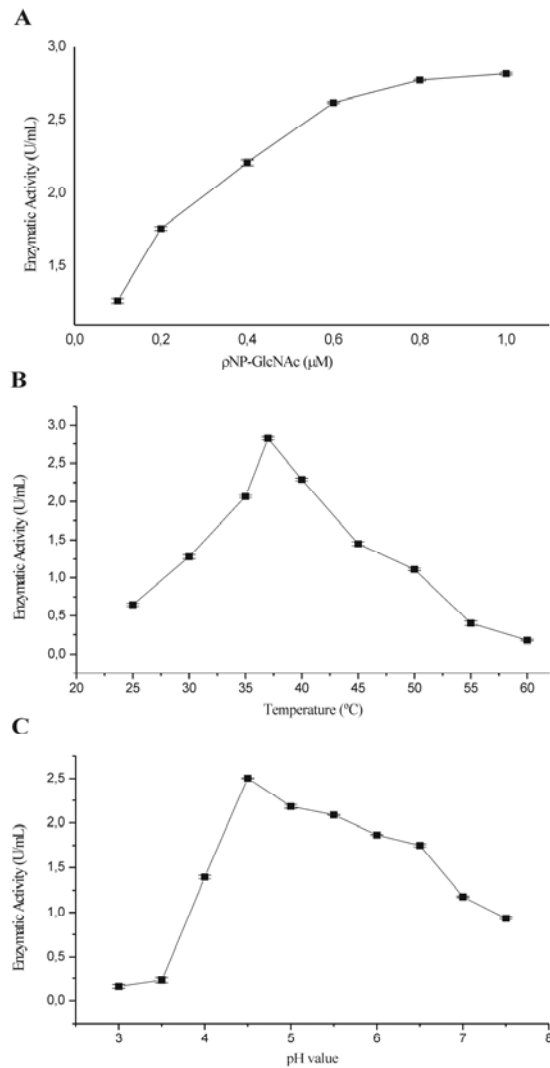 A
Enzymatic Activity (U/mL)
3,0
2,5
2,0
1,5
0,0 0,2 0,4 0,6 0,8 1,0
ρNP-GlcNAc (μM)
B
Enzymatic Activity (U/mL)
3,0
2,5
2,0
1,5
1,0
0,5
0,0
20 25 30 35 40 45 50 55 60
Temperature (ºC)
C
Enzymatic Activity (U/mL)
2,5
2,0
1,5
1,0
0,5
0,0
3 4 5 6 7 8
pH value